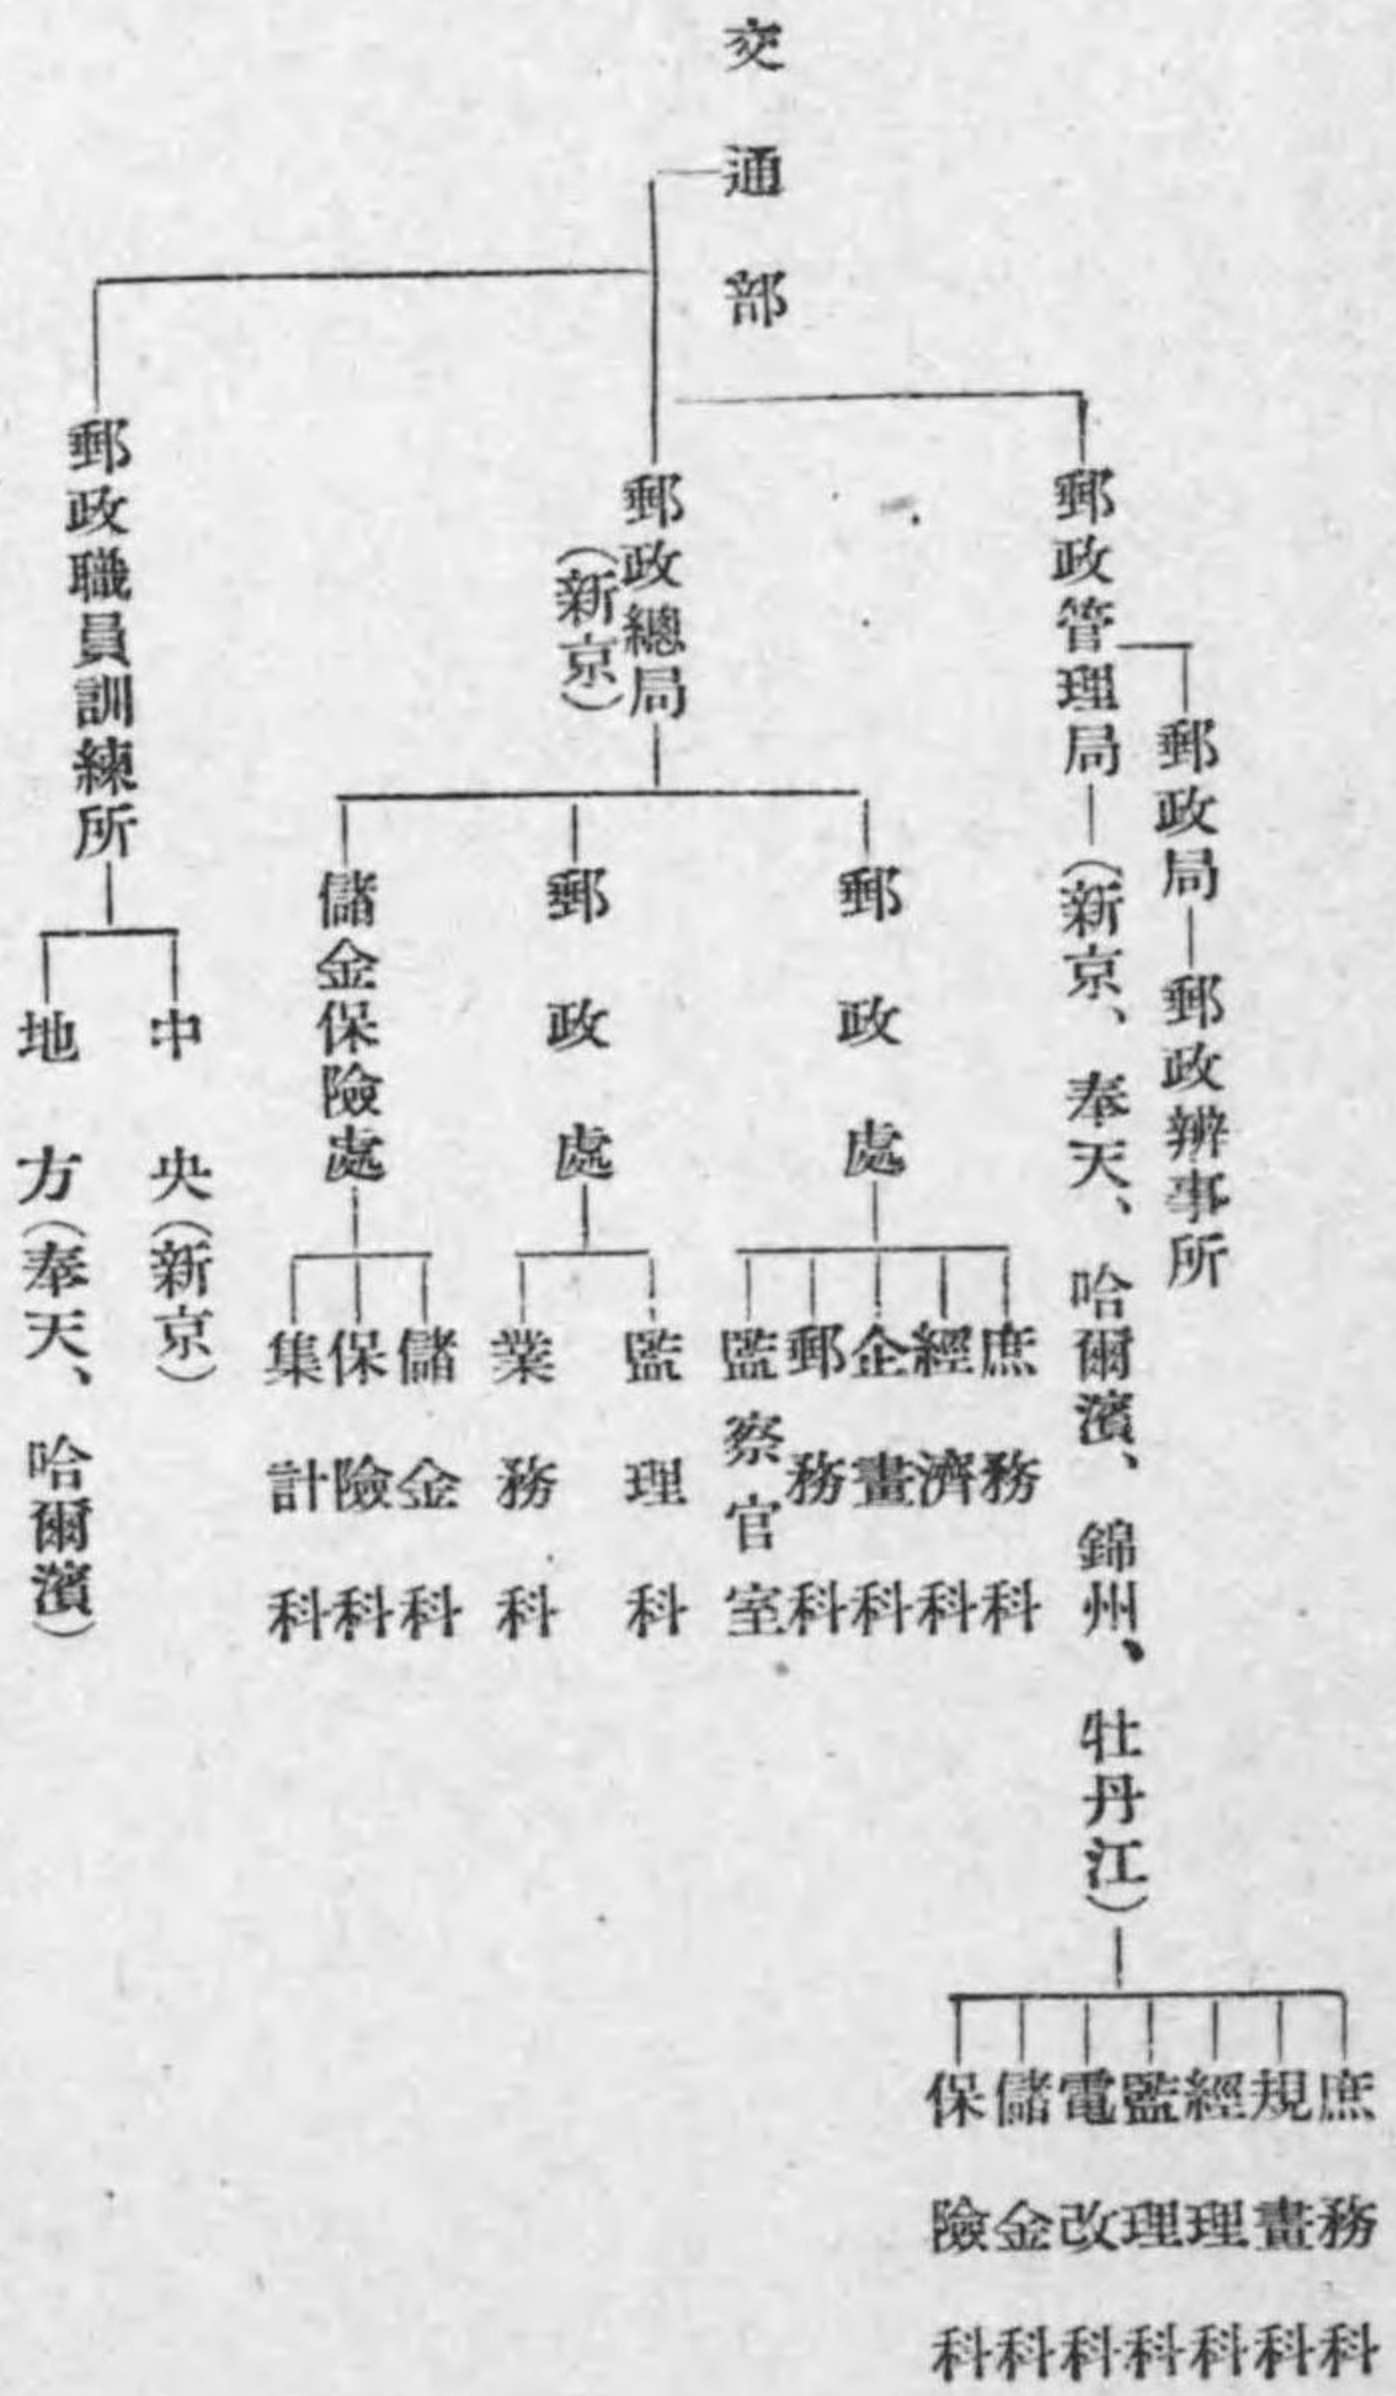 交通部
郵政局―郵政辨事所
郵政管理局―(新京、奉天、哈爾濱、錦州、牡丹江)
庶務科
規畫科
經理科
監理科
電改科
儲金科
保險科
郵政總局
(新京)
郵政處
庶務科
經濟科
企畫科
郵務科
監察官室
郵政處
監理科
業務科
儲金保險處
儲金科
保險科
集計科
郵政職員訓練所
中央(新京)
地方(奉天、哈爾濱)